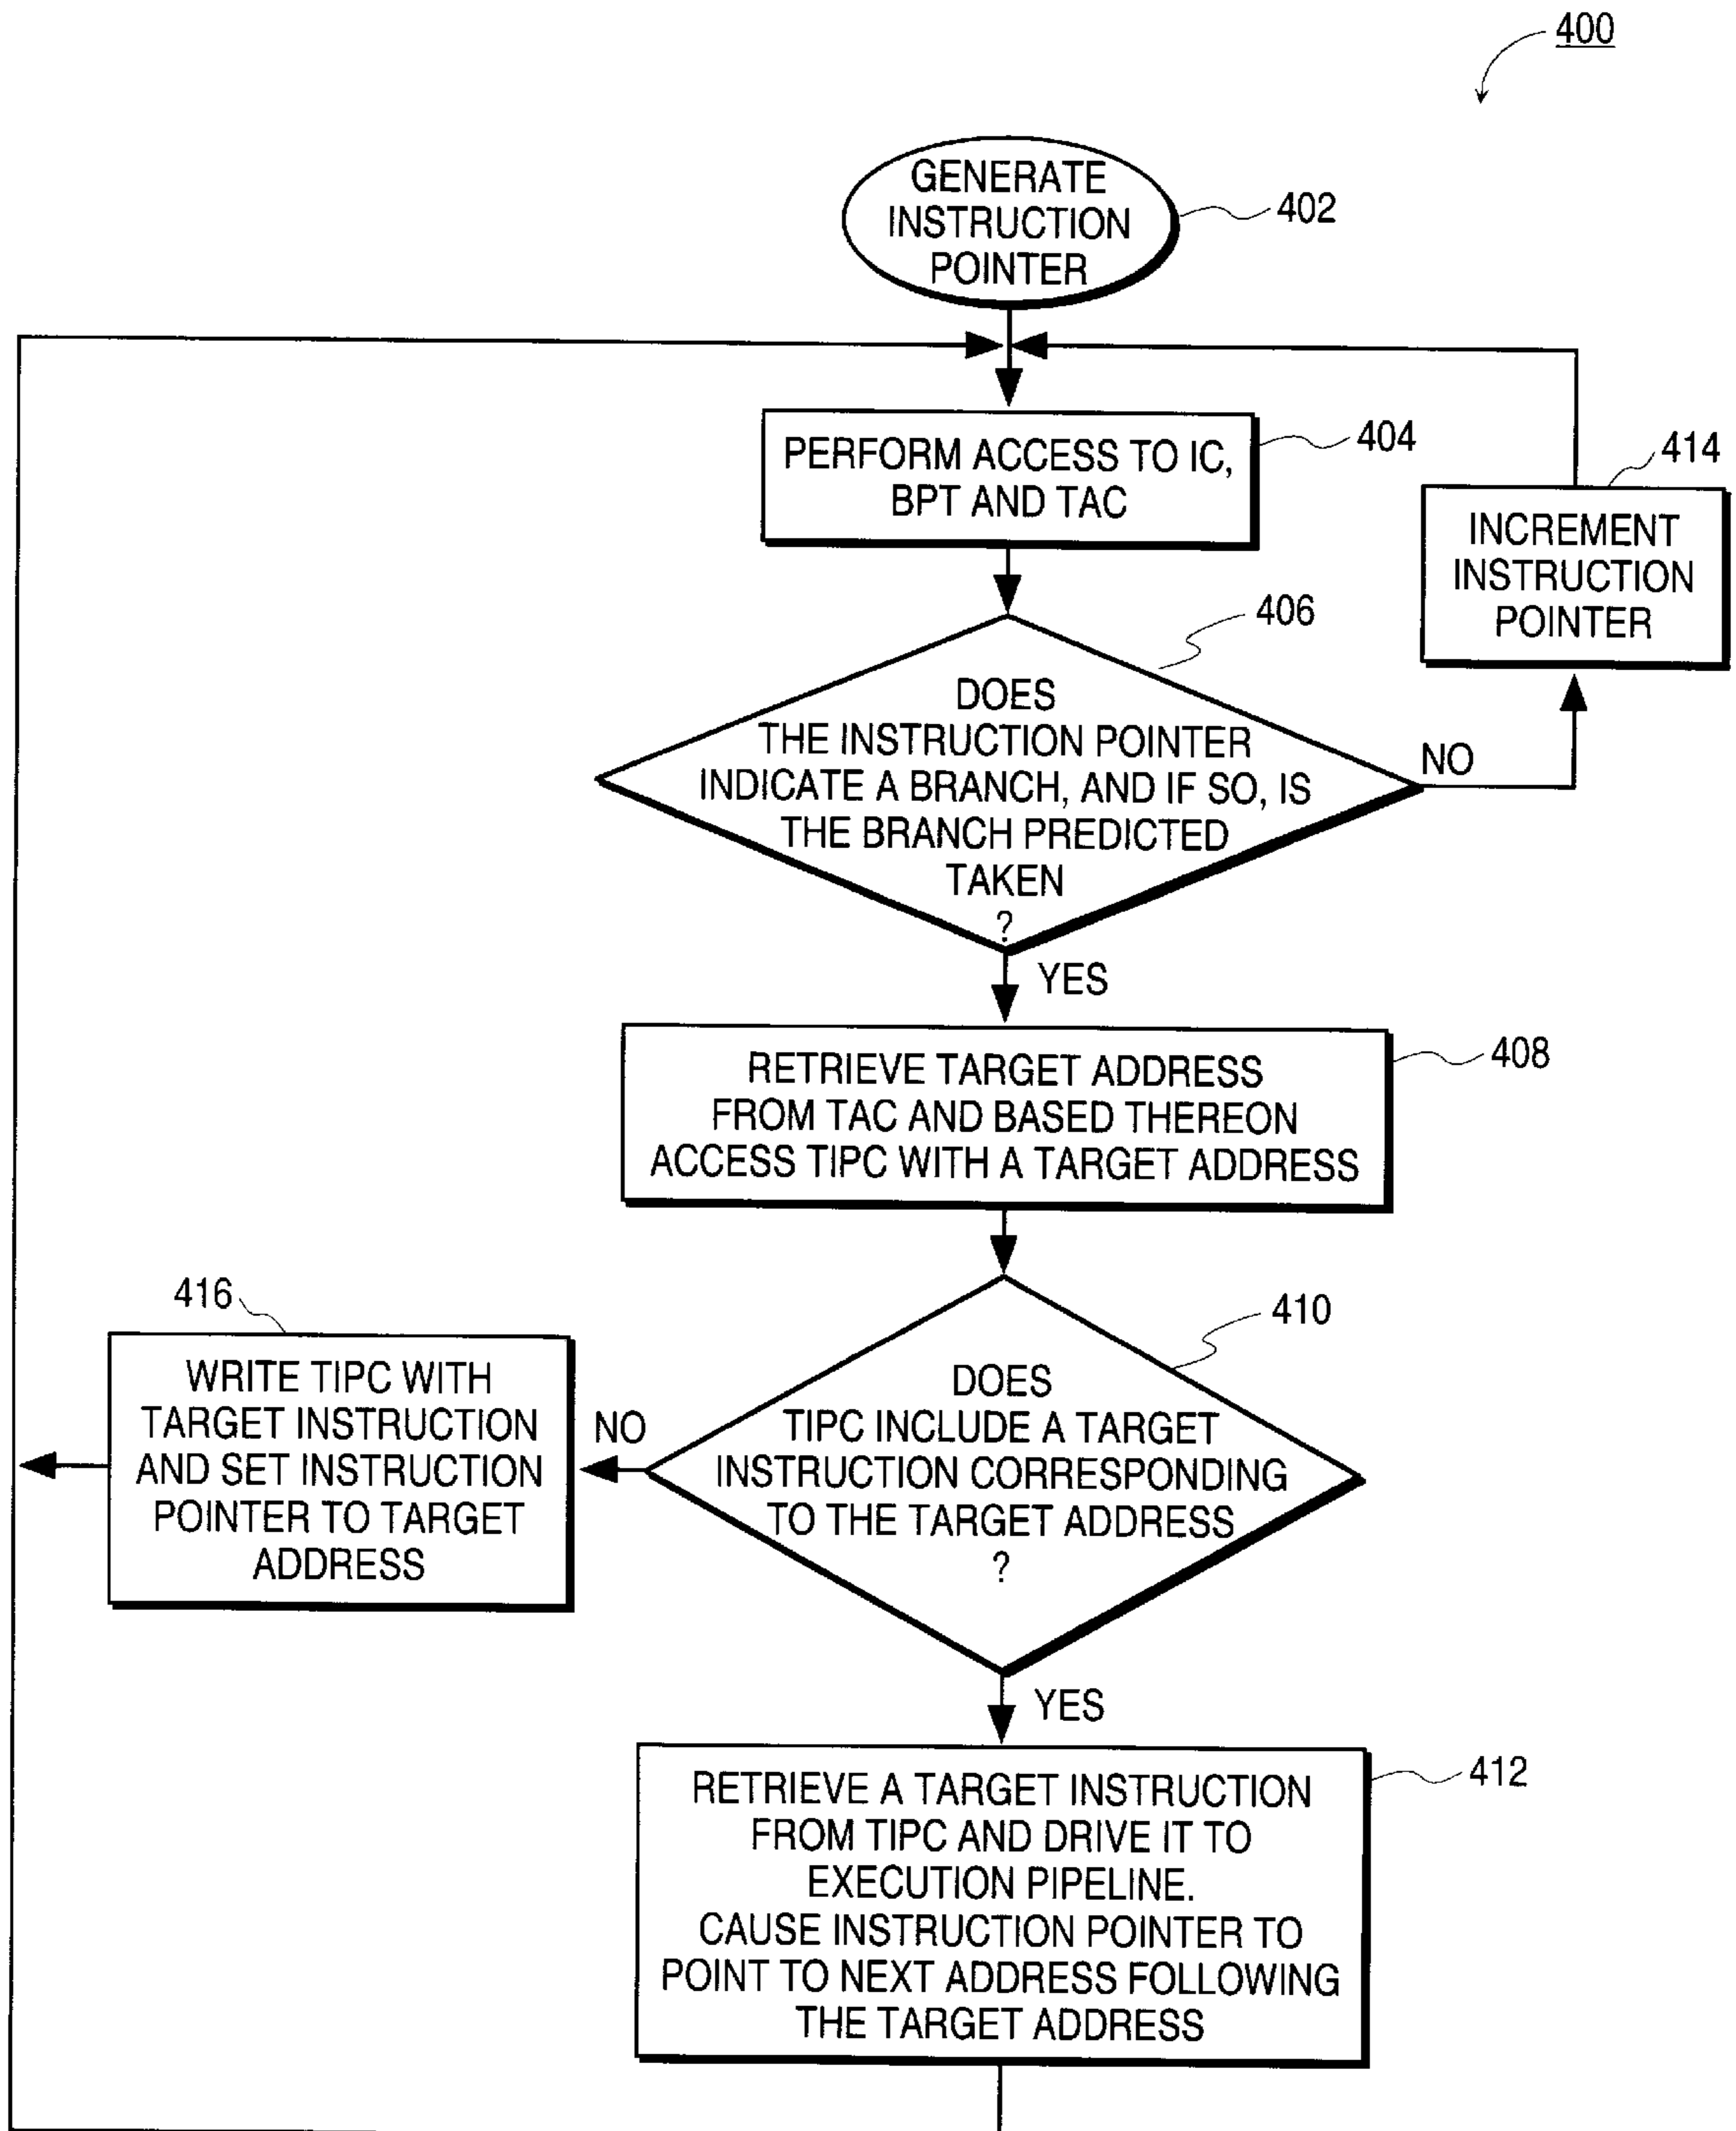 400
GENERATE
INSTRUCTION
POINTER
402
PERFORM ACCESS TO IC,
BPT AND TAC
404
414
INCREMENT
INSTRUCTION
POINTER
406
DOES
THE INSTRUCTION POINTER
INDICATE A BRANCH, AND IF SO, IS
THE BRANCH PREDICTED
TAKEN
?
NO
YES
RETRIEVE TARGET ADDRESS
FROM TAC AND BASED THEREON
ACCESS TIPC WITH A TARGET ADDRESS
408
416
WRITE TIPC WITH
TARGET INSTRUCTION
AND SET INSTRUCTION
POINTER TO TARGET
ADDRESS
NO
410
DOES
TIPC INCLUDE A TARGET
INSTRUCTION CORRESPONDING
TO THE TARGET ADDRESS
?
YES
RETRIEVE A TARGET INSTRUCTION
FROM TIPC AND DRIVE IT TO
EXECUTION PIPELINE.
CAUSE INSTRUCTION POINTER TO
POINT TO NEXT ADDRESS FOLLOWING
THE TARGET ADDRESS
412